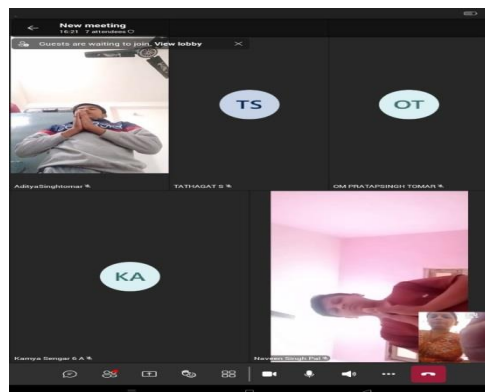 New meeting
16:21 7 attendees
Guests are waiting to join. View lobby
TS
OT
AdityaSinghtomar
TATHAGAT S
OM PRATAPSINGH TOMAR
KA
Kamya Sengar 6 A
Naveen Singh Pal